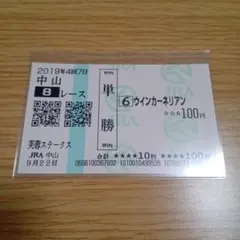 2019年4回7日
中山
8レース
WIN
単勝
WIN
6 ウインカーネリアン
☆☆☆100円
芙蓉ステークス
JRA 中山
9月22日
合計 ★★★★10枚 ★★★★100円